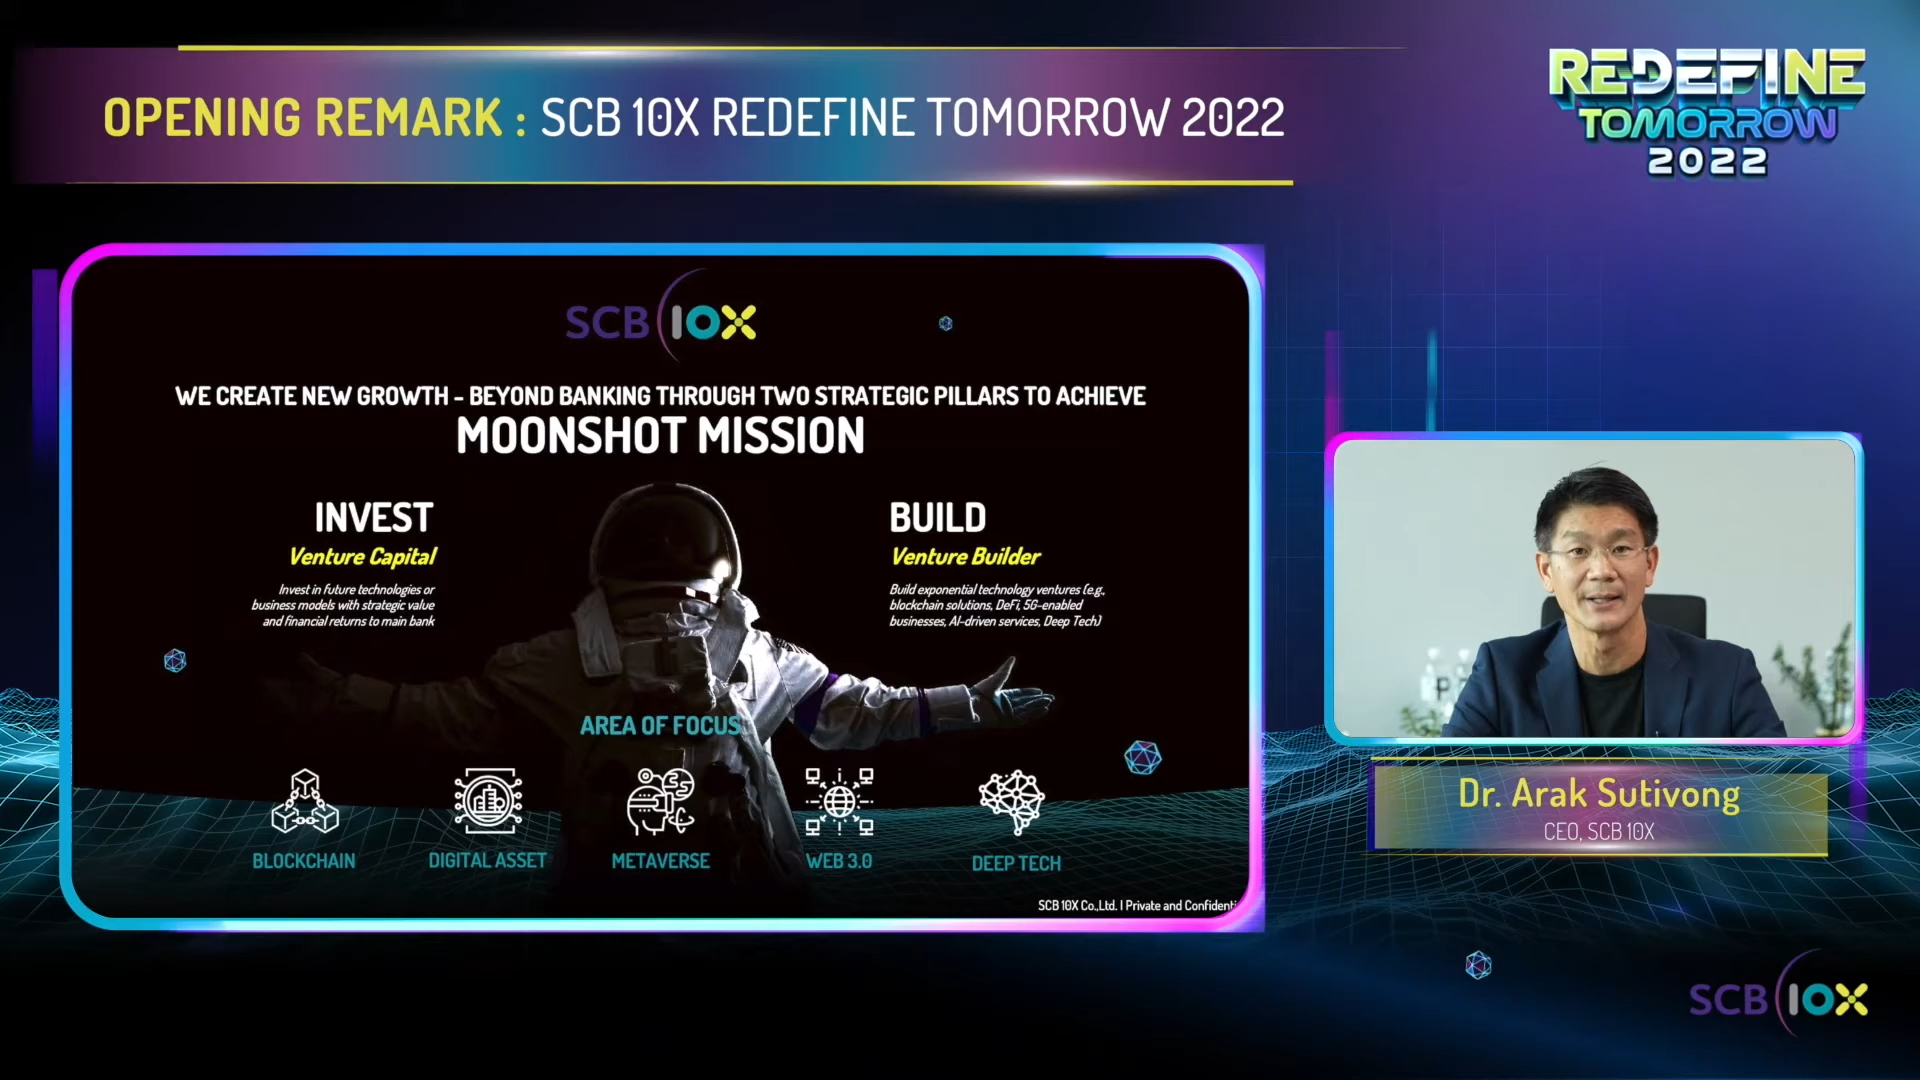 OPENING REMARK : SCB 10X REDEFINE TOMORROW 2022
REDEFINE
TOMORROW
2022
SCB 10X
WE CREATE NEW GROWTH - BEYOND BANKING THROUGH TWO STRATEGIC PILLARS TO ACHIEVE
MOONSHOT MISSION
INVEST
Venture Capital
Invest in future technologies or
business models with strategic value
and financial returns to main bank
BUILD
Venture Builder
Build exponential technology ventures (e.g.,
blockchain solutions, DeFi, 5G-enabled
businesses, AI-driven services, Deep Tech)
AREA OF FOCUS
BLOCKCHAIN
DIGITAL ASSET
METAVERSE
WEB 3.0
DEEP TECH
SCB 10X Co.,Ltd. | Private and Confidenti
Dr. Arak Sutivong
CEO, SCB 10X
SCB 10X